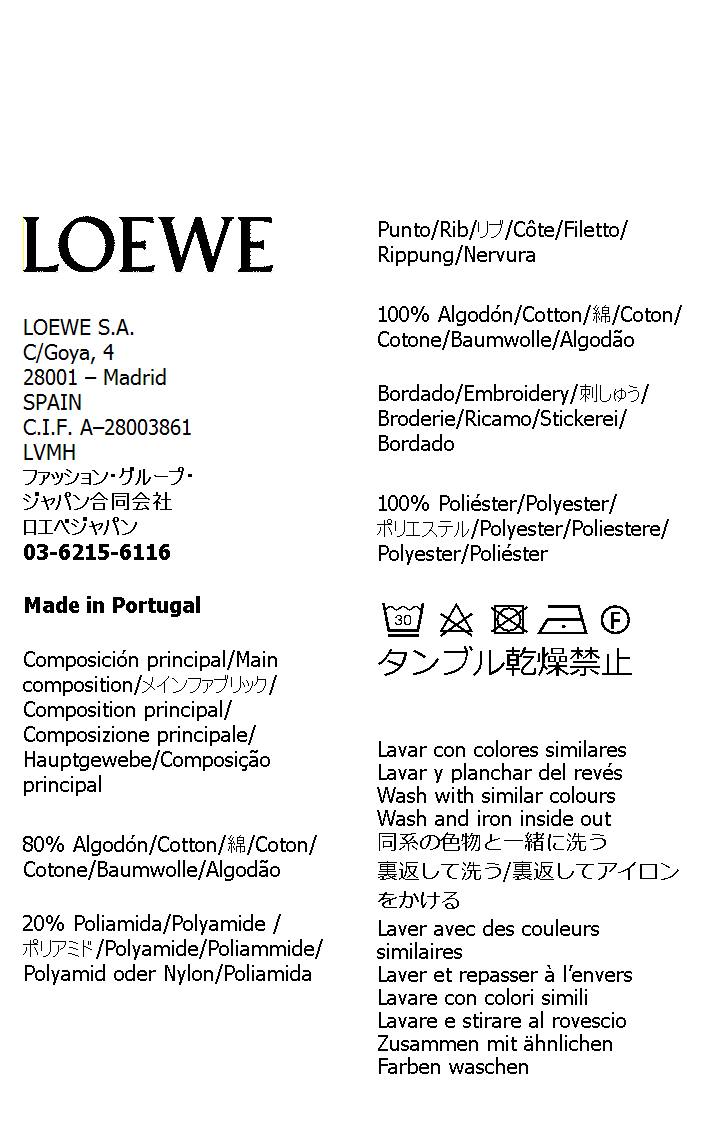 LOEWE
LOEWE S.A.
C/Goya, 4
28001 – Madrid
SPAIN
C.I.F. A–28003861
LVMH
ファッション・グループ・
ジャパン合同会社
ロエベジャパン
03-6215-6116
Made in Portugal
Composición principal/Main
composition/メインファブリック/
Composition principal/
Composizione principale/
Hauptgewebe/Composição
principal
80% Algodón/Cotton/綿/Coton/
Cotone/Baumwolle/Algodão
20% Poliamida/Polyamide /
ポリアミド/Polyamide/Poliammide/
Polyamid oder Nylon/Poliamida
Punto/Rib/リブ/Côte/Filetto/
Rippung/Nervura
100% Algodón/Cotton/綿/Coton/
Cotone/Baumwolle/Algodão
Bordado/Embroidery/刺しゅう/
Broderie/Ricamo/Stickerei/
Bordado
100% Poliéster/Polyester/
ポリエステル/Polyester/Poliestere/
Polyester/Poliéster
30 F
タンブル乾燥禁止
Lavar con colores similares
Lavar y planchar del revés
Wash with similar colours
Wash and iron inside out
同系の色物と一緒に洗う
裏返して洗う/裏返してアイロン
をかける
Laver avec des couleurs
similaires
Laver et repasser à l'envers
Lavare con colori simili
Lavare e stirare al rovescio
Zusammen mit ähnlichen
Farben waschen